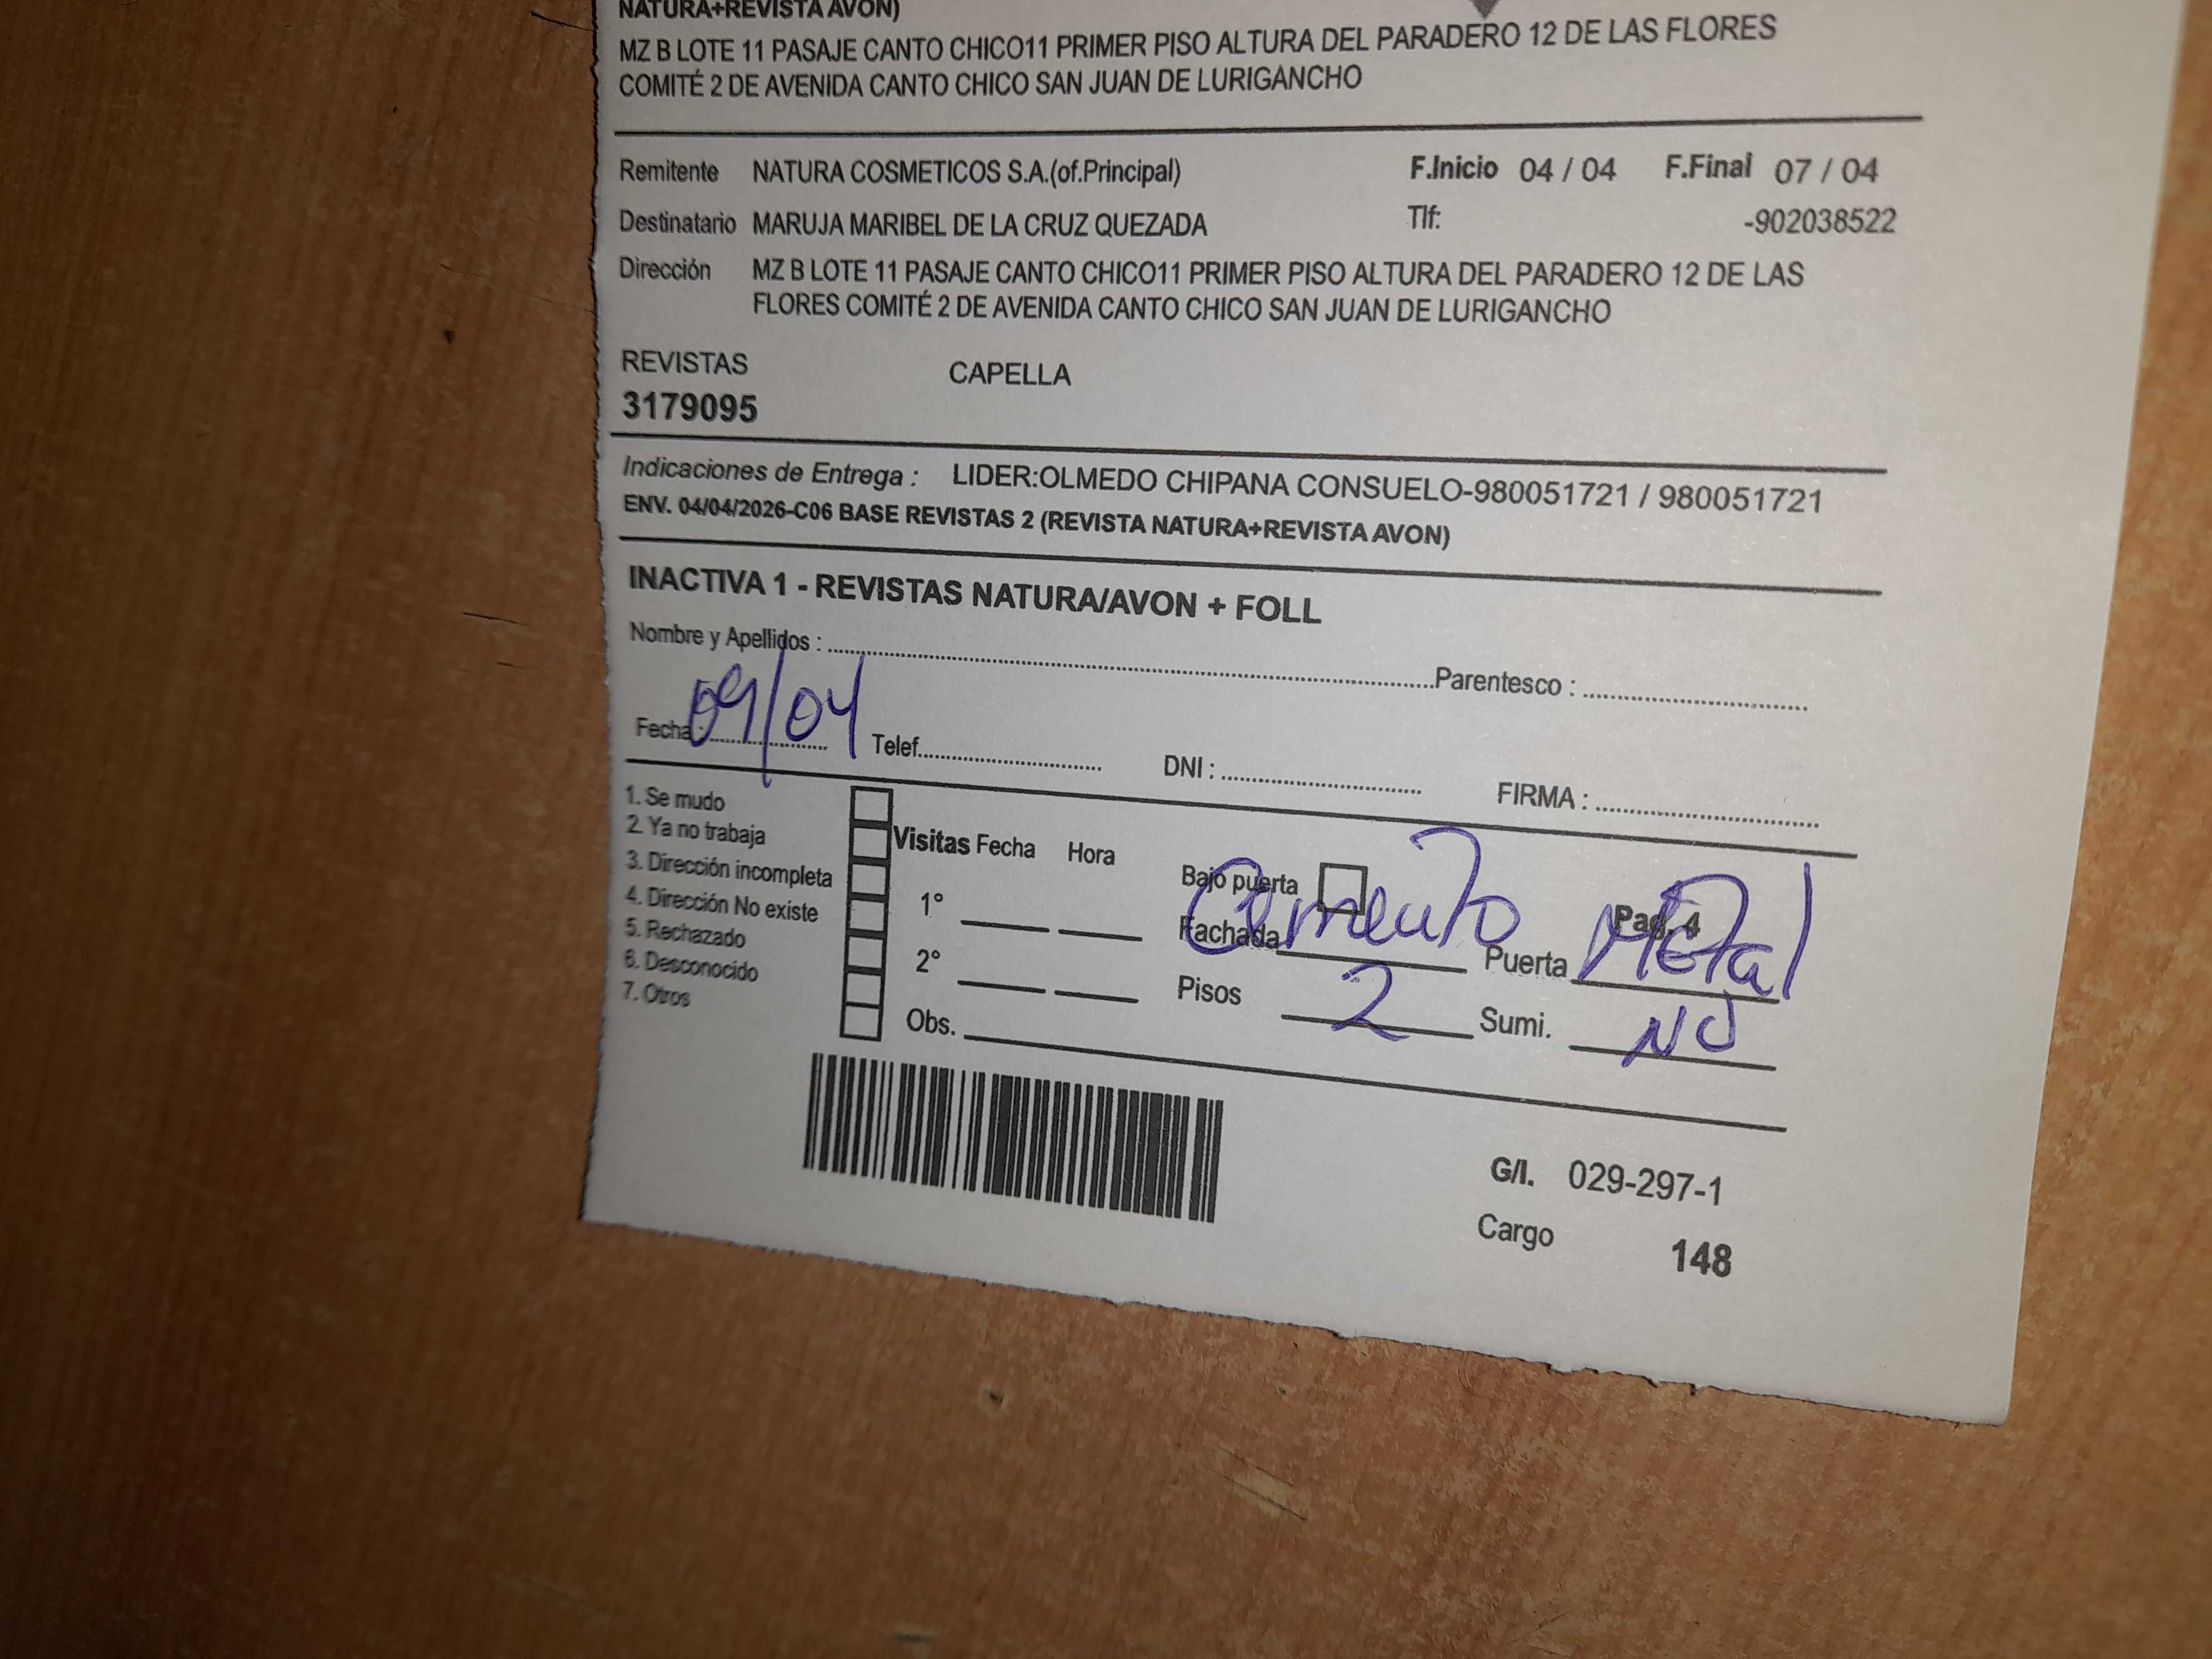 NATURA+REVISTA AVON)
MZ B LOTE 11 PASAJE CANTO CHICO11 PRIMER PISO ALTURA DEL PARADERO 12 DE LAS FLORES
COMITÉ 2 DE AVENIDA CANTO CHICO SAN JUAN DE LURIGANCHO
Remitente NATURA COSMETICOS S.A.(of.Principal) F.Inicio 04 / 04 F.Final 07 / 04
Destinatario MARUJA MARIBEL DE LA CRUZ QUEZADA Tlf: -902038522
Dirección MZ B LOTE 11 PASAJE CANTO CHICO11 PRIMER PISO ALTURA DEL PARADERO 12 DE LAS
FLORES COMITÉ 2 DE AVENIDA CANTO CHICO SAN JUAN DE LURIGANCHO
REVISTAS CAPELLA
3179095
Indicaciones de Entrega : LIDER:OLMEDO CHIPANA CONSUELO-980051721 / 980051721
ENV. 04/04/2026-C06 BASE REVISTAS 2 (REVISTA NATURA+REVISTA AVON)
INACTIVA 1 - REVISTAS NATURA/AVON + FOLL
Nombre y Apellidos : Parentesco :
Fecha : 09/04 Telef. DNI : FIRMA :
1. Se mudo
2. Ya no trabaja
3. Dirección incompleta
4. Dirección No existe
5. Rechazado
6. Desconocido
7. Otros
Visitas Fecha Hora
1°
2°
Obs.
Bajo puerta Pag. 4
Fachada Cemento Puerta Metal
Pisos 2 Sumi. NO
G/I. 029-297-1
Cargo 148